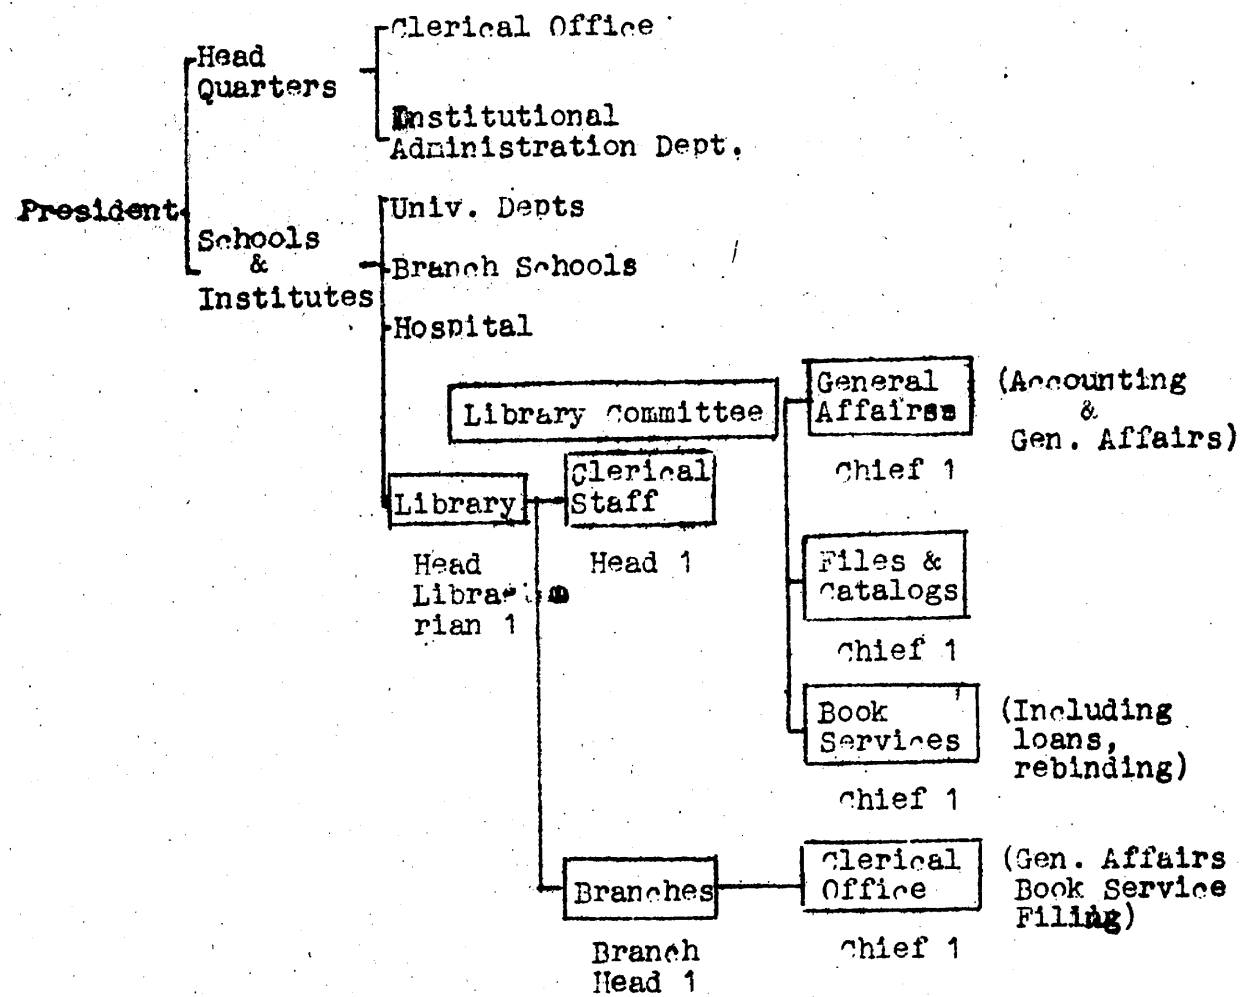 Clerical Office
Head
Quarters
Institutional
Administration Dept.
President
Schools
&
Institutes
Univ. Depts
Branch Schools
Hospital
Library Committee
General
Affairs
(Accounting
&
Gen. Affairs)
Chief 1
Library
Head
Librarian
rian 1
Clerical
Staff
Head 1
Files &
Catalogs
Chief 1
Book
Services
(Including
loans,
rebinding)
Chief 1
Branches
Branch
Head 1
Clerical
Office
(Gen. Affairs
Book Service
Filing)
Chief 1